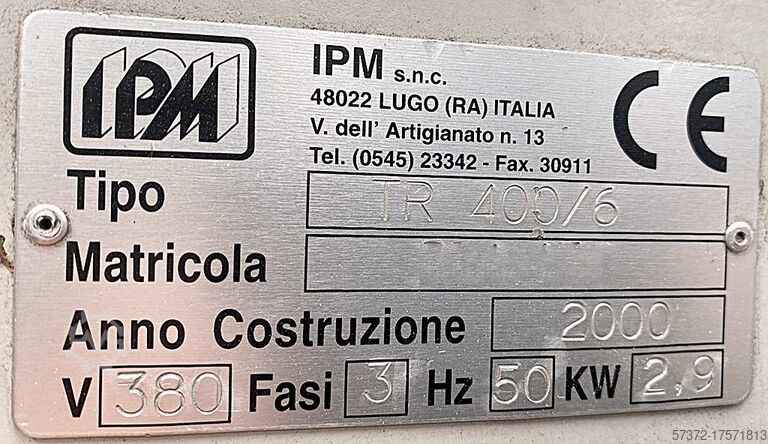 IPM
IPM s.n.c.
48022 LUGO (RA) ITALIA
V. dell' Artigianato n. 13
Tel. (0545) 23342 - Fax. 30911
CE
Tipo TR 400/6
Matricola
Anno Costruzione 2000
V 380 Fasi 3 Hz 50 KW 2,9
57372-17571813